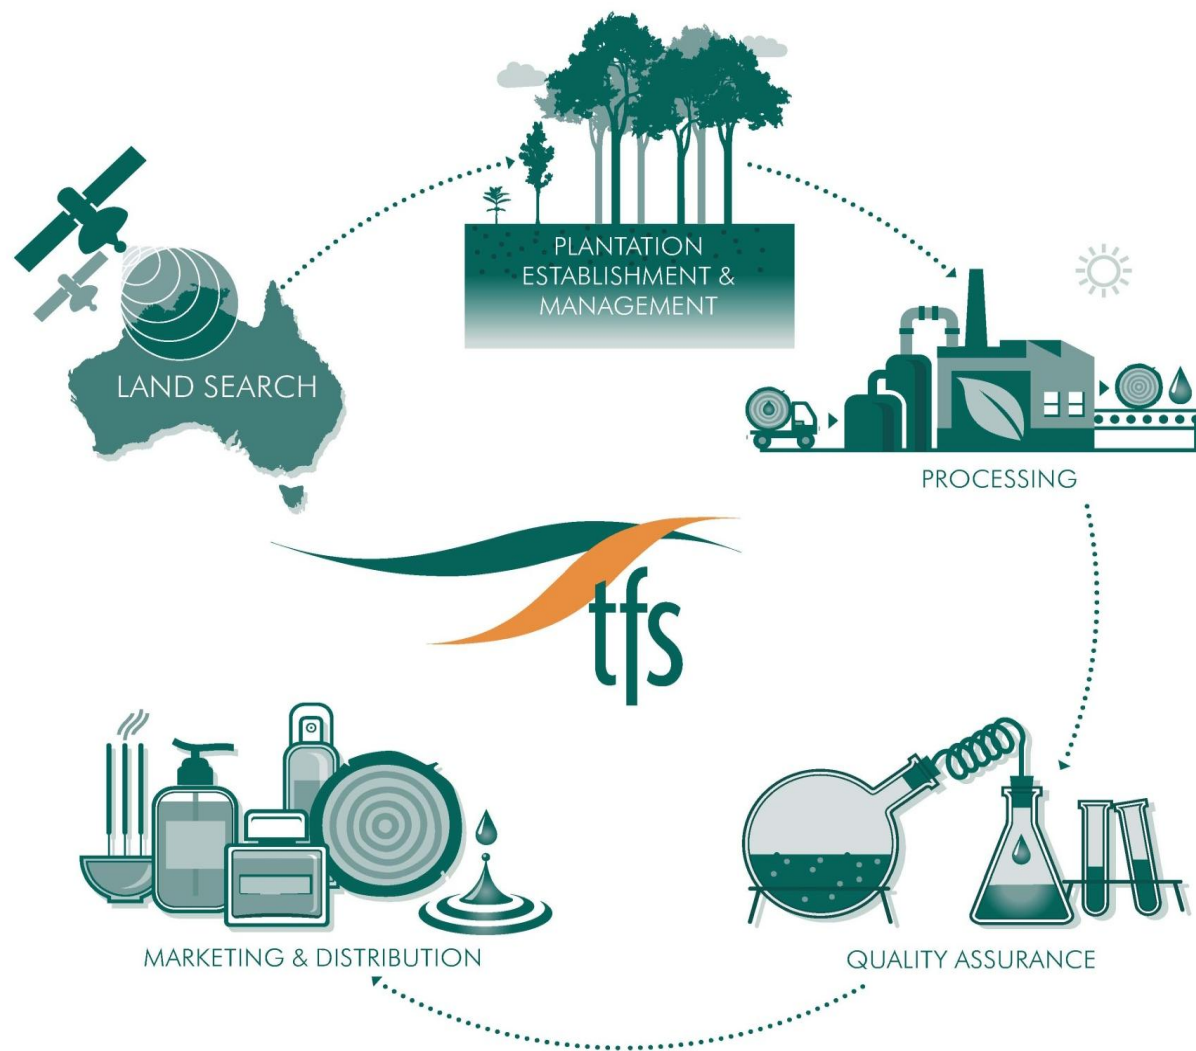 PLANTATION
ESTABLISHMENT &
MANAGEMENT
LAND SEARCH
PROCESSING
tfs
MARKETING & DISTRIBUTION
QUALITY ASSURANCE